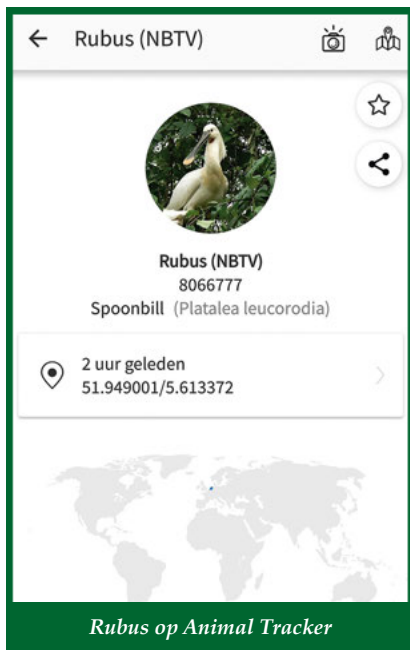 Rubus (NBTV)
Rubus (NBTV)
8066777
Spoonbill (Platalea leucorodia)
2 uur geleden
51.949001/5.613372
Rubus op Animal Tracker